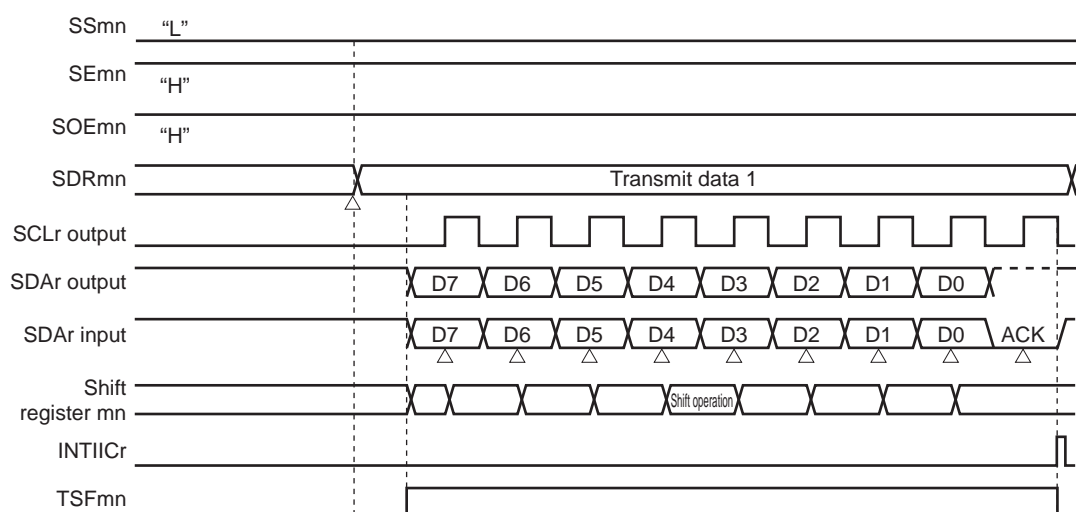 SSmn “L”
SEmn “H”
SOEmn “H”
SDRmn Transmit data 1
SCLr output
SDAr output D7 D6 D5 D4 D3 D2 D1 D0
SDAr input D7 D6 D5 D4 D3 D2 D1 D0 ACK
Shift
register mn Shift operation
INTIICr
TSFmn